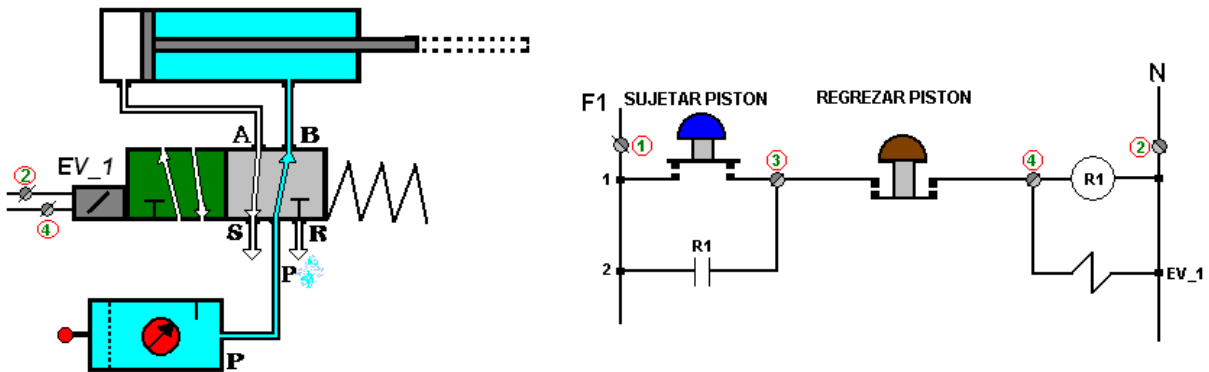 A B
EV_1
2
4
S R
P
P
F1 SUJETAR PISTON REGREZAR PISTON N
1 3 4 2
1 R1
R1
2 EV_1